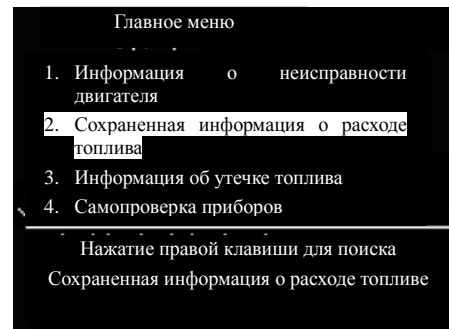 Главное меню
1. Информация о неисправности
двигателя
2. Сохраненная информация о расходе
топлива
3. Информация об утечке топлива
4. Самопроверка приборов
Нажатие правой клавиши для поиска
Сохраненная информация о расходе топливе